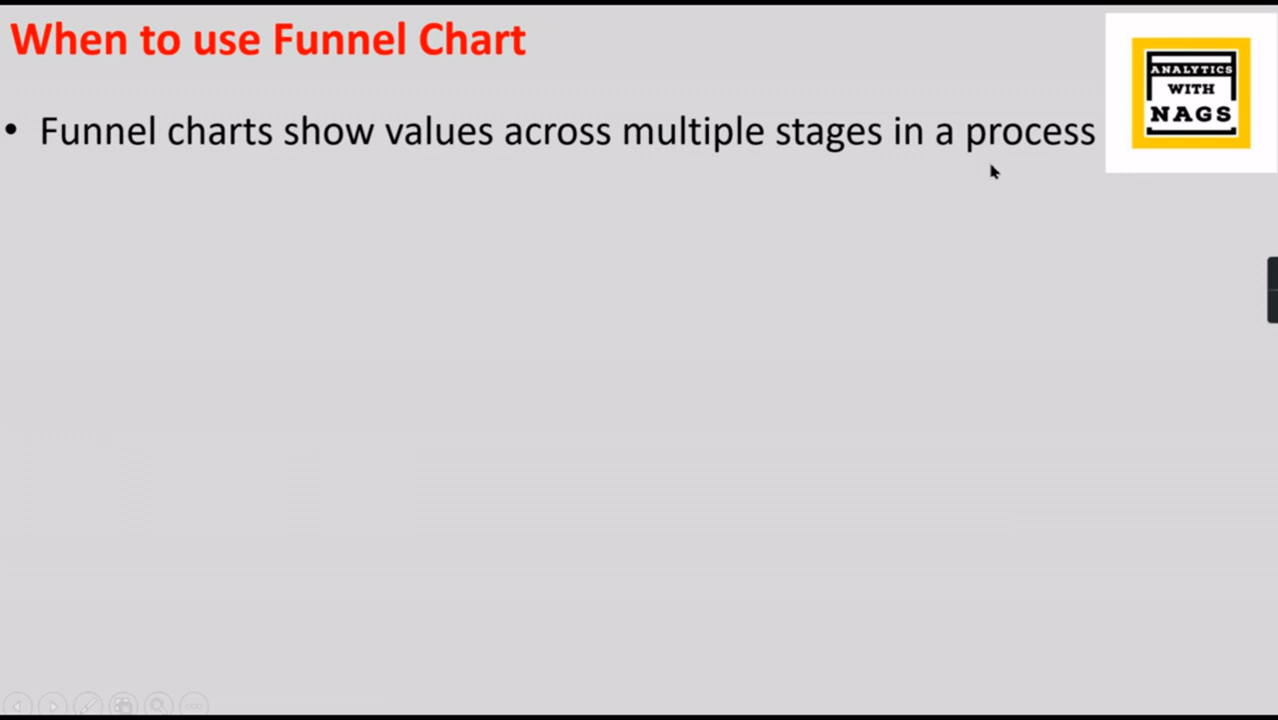 When to use Funnel Chart
• Funnel charts show values across multiple stages in a process
ANALYTICS
WITH
NAGS